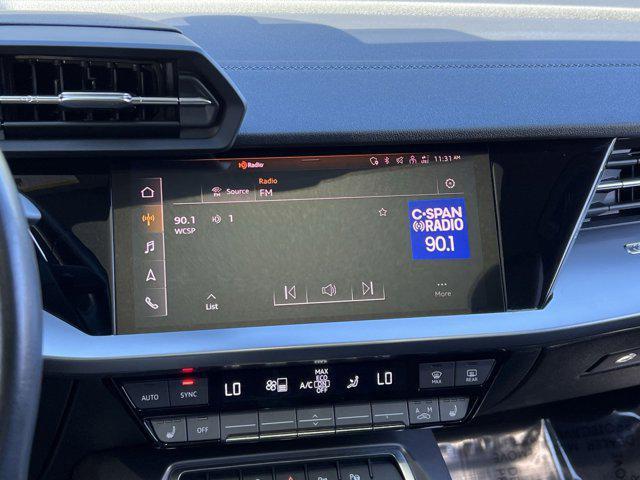 Radio
11:31 AM
Source
Radio
FM
90.1
WCSP
1
C-SPAN
RADIO
90.1
List
More
AUTO
SYNC
LO
A/C
MAX
ECO
ON
OFF
LO
MAX
REAR
OFF
A/M